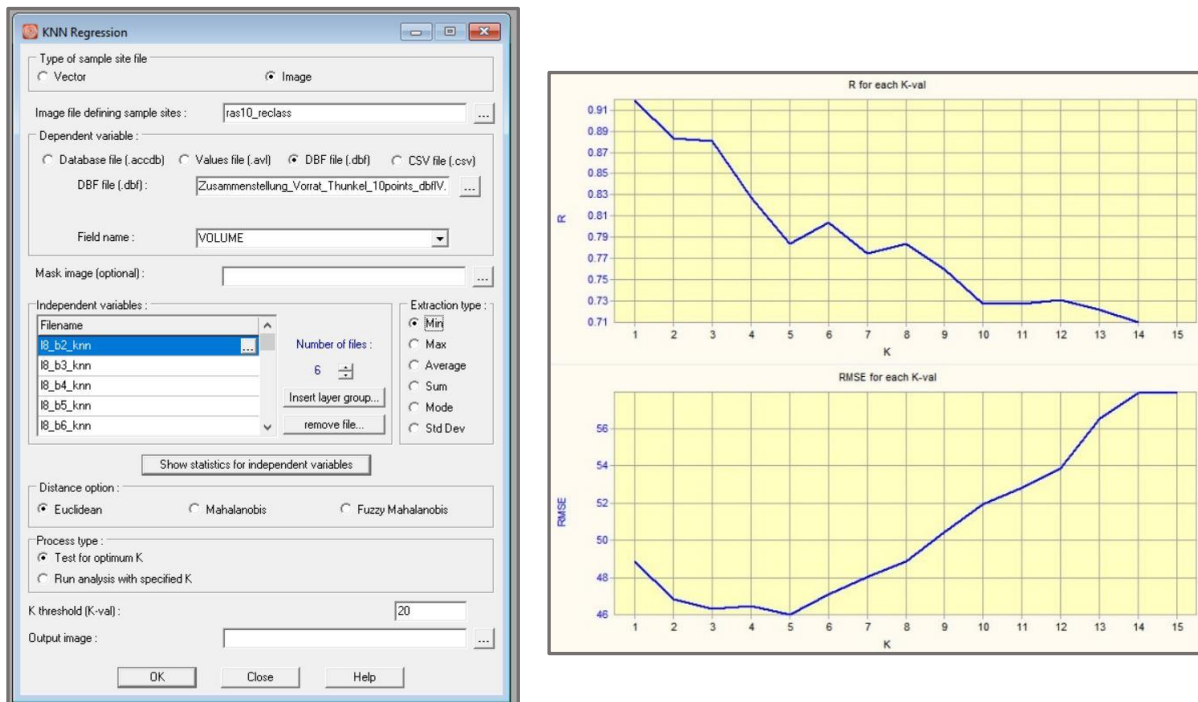 KNN Regression
Type of sample site file
Vector Image
Image file defining sample sites : ras10_reclass ...
Dependent variable :
Database file (.accdb) Values file (.avl) DBF file (.dbf) CSV file (.csv)
DBF file (.dbf) : Zusammenstellung_Vorrat_Thunkel_10points_dbfIV. ...
Field name : VOLUME
Mask image (optional) : ...
Independent variables : Extraction type :
Filename Min
l8_b2_knn ... Number of files : Max
l8_b3_knn 6 Average
l8_b4_knn Insert layer group... Sum
l8_b5_knn remove file... Mode
l8_b6_knn Std Dev
Show statistics for independent variables
Distance option :
Euclidean Mahalanobis Fuzzy Mahalanobis
Process type :
Test for optimum K
Run analysis with specified K
K threshold (K-val) : 20
Output image : ...
OK Close Help
R for each K-val
0.91
0.89
0.87
0.85
0.83
0.81
0.79
0.77
0.75
0.73
0.71
R
1 2 3 4 5 6 7 8 9 10 11 12 13 14 15
K
RMSE for each K-val
56
54
52
50
48
46
RMSE
1 2 3 4 5 6 7 8 9 10 11 12 13 14 15
K